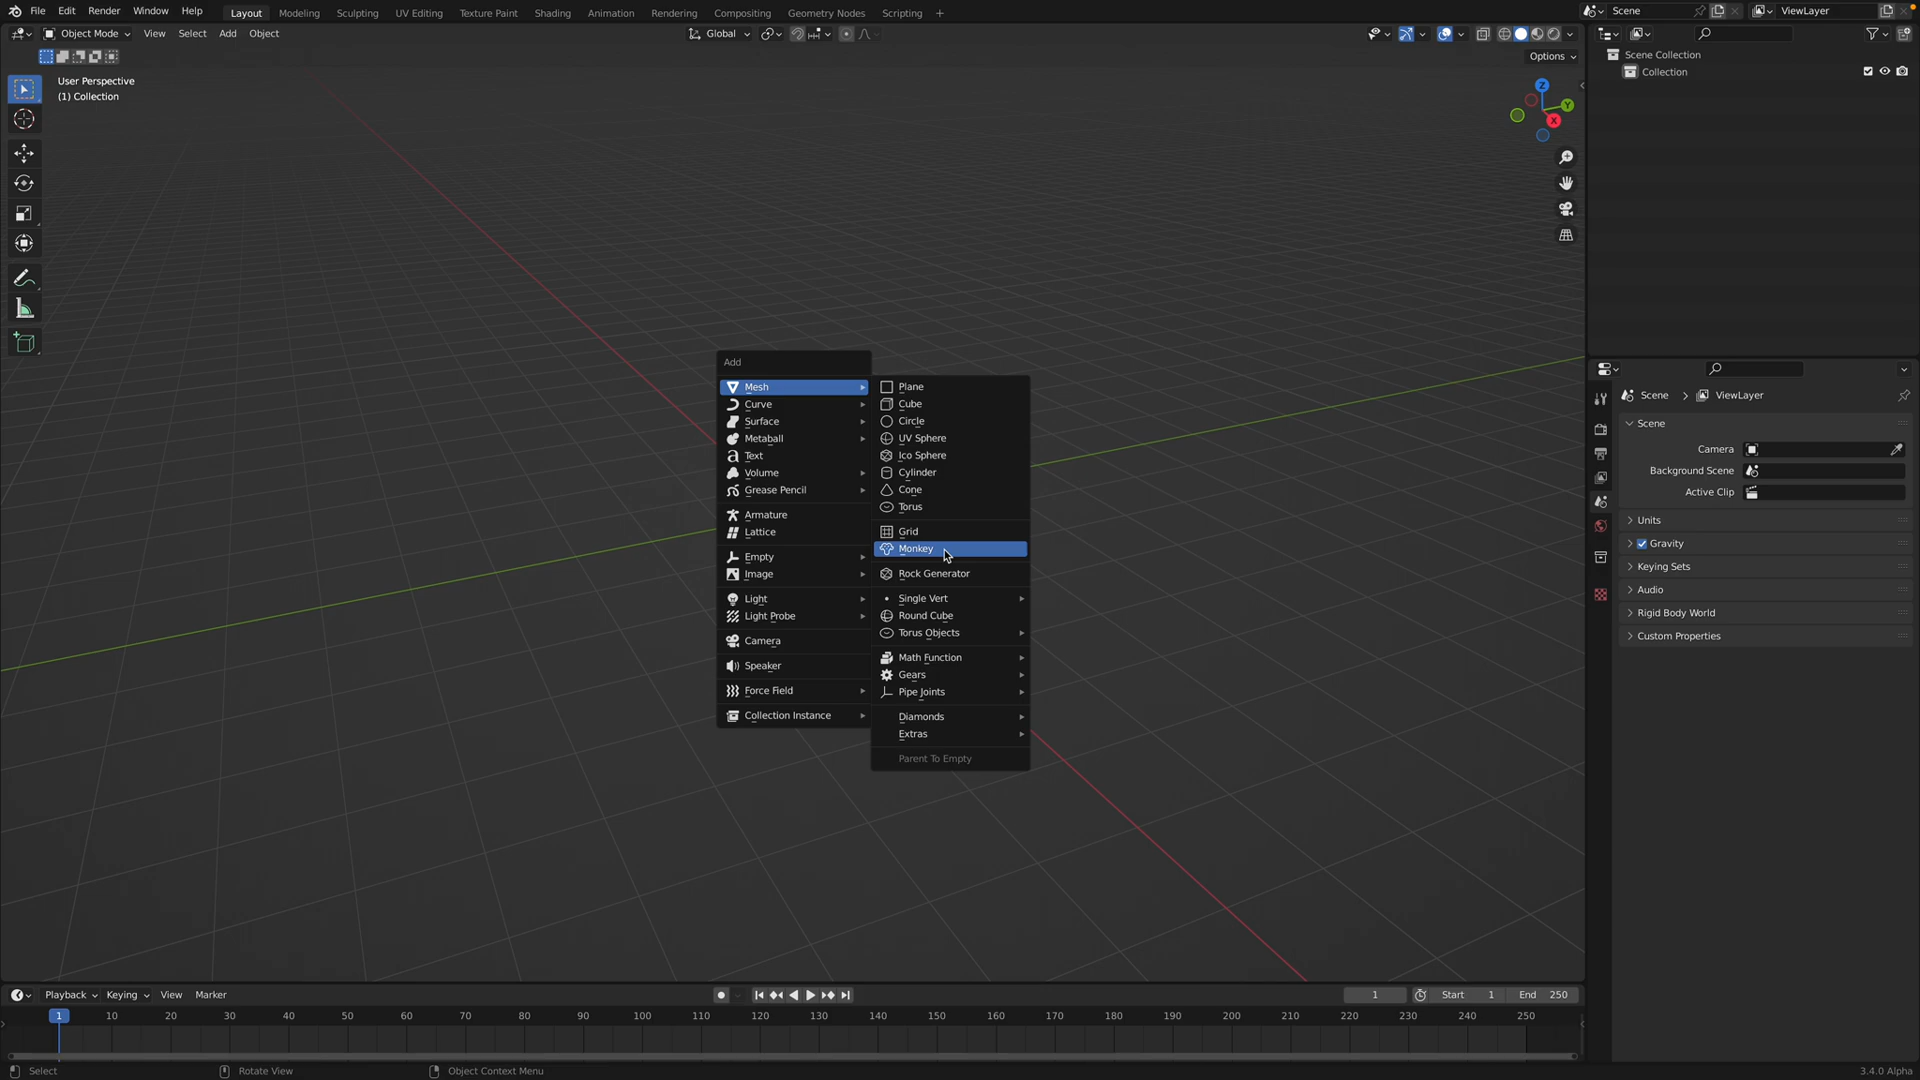 File Edit Render Window Help Layout Modeling Sculpting UV Editing Texture Paint Shading Animation Rendering Compositing Geometry Nodes Scripting + Scene ViewLayer
Object Mode View Select Add Object Global
Options
User Perspective
(1) Collection
Z
Y
X
Scene Collection
Collection
Add
Mesh
Curve
Surface
Metaball
Text
Volume
Grease Pencil
Armature
Lattice
Empty
Image
Light
Light Probe
Camera
Speaker
Force Field
Collection Instance
Plane
Cube
Circle
UV Sphere
Ico Sphere
Cylinder
Cone
Torus
Grid
Monkey
Rock Generator
Single Vert
Round Cube
Torus Objects
Math Function
Gears
Pipe Joints
Diamonds
Extras
Parent To Empty
Scene > ViewLayer
Scene
Camera
Background Scene
Active Clip
Units
Gravity
Keying Sets
Audio
Rigid Body World
Custom Properties
Playback Keying View Marker 1 Start 1 End 250
1 10 20 30 40 50 60 70 80 90 100 110 120 130 140 150 160 170 180 190 200 210 220 230 240 250
Select Rotate View Object Context Menu 3.4.0 Alpha